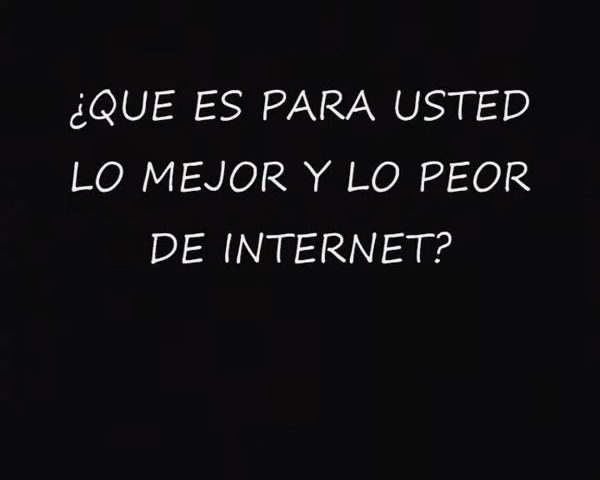 ¿QUE ES PARA USTED
LO MEJOR Y LO PEOR
DE INTERNET?